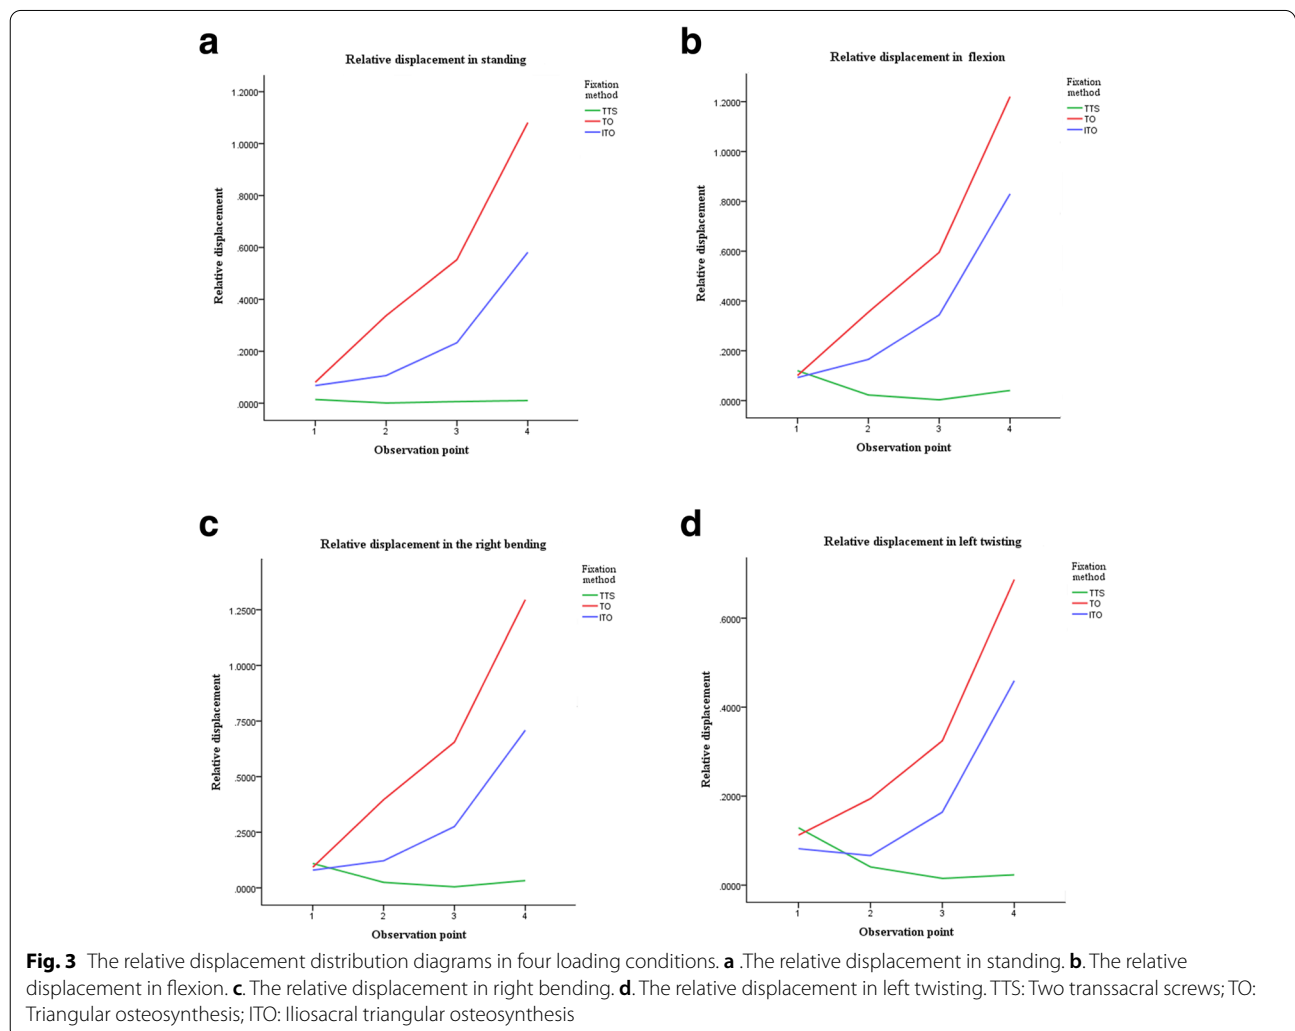 a
Relative displacement in standing
Fixation
method
TTS
TO
ITO
1.2000
1.0000
.8000
.6000
.4000
.2000
.0000
Relative displacement
1 2 3 4
Observation point
b
Relative displacement in flexion
Fixation
method
TTS
TO
ITO
1.2000
1.0000
.8000
.6000
.4000
.2000
.0000
Relative displacement
1 2 3 4
Observation point
c
Relative displacement in the right bending
Fixation
method
TTS
TO
ITO
1.2500
1.0000
0.7500
.5000
.2500
.0000
Relative displacement
1 2 3 4
Observation point
d
Relative displacement in left twisting
Fixation
method
TTS
TO
ITO
.6000
.4000
.2000
.0000
Relative displacement
1 2 3 4
Observation point
Fig. 3 The relative displacement distribution diagrams in four loading conditions. a .The relative displacement in standing. b. The relative
displacement in flexion. c. The relative displacement in right bending. d. The relative displacement in left twisting. TTS: Two transsacral screws; TO:
Triangular osteosynthesis; ITO: Iliosacral triangular osteosynthesis